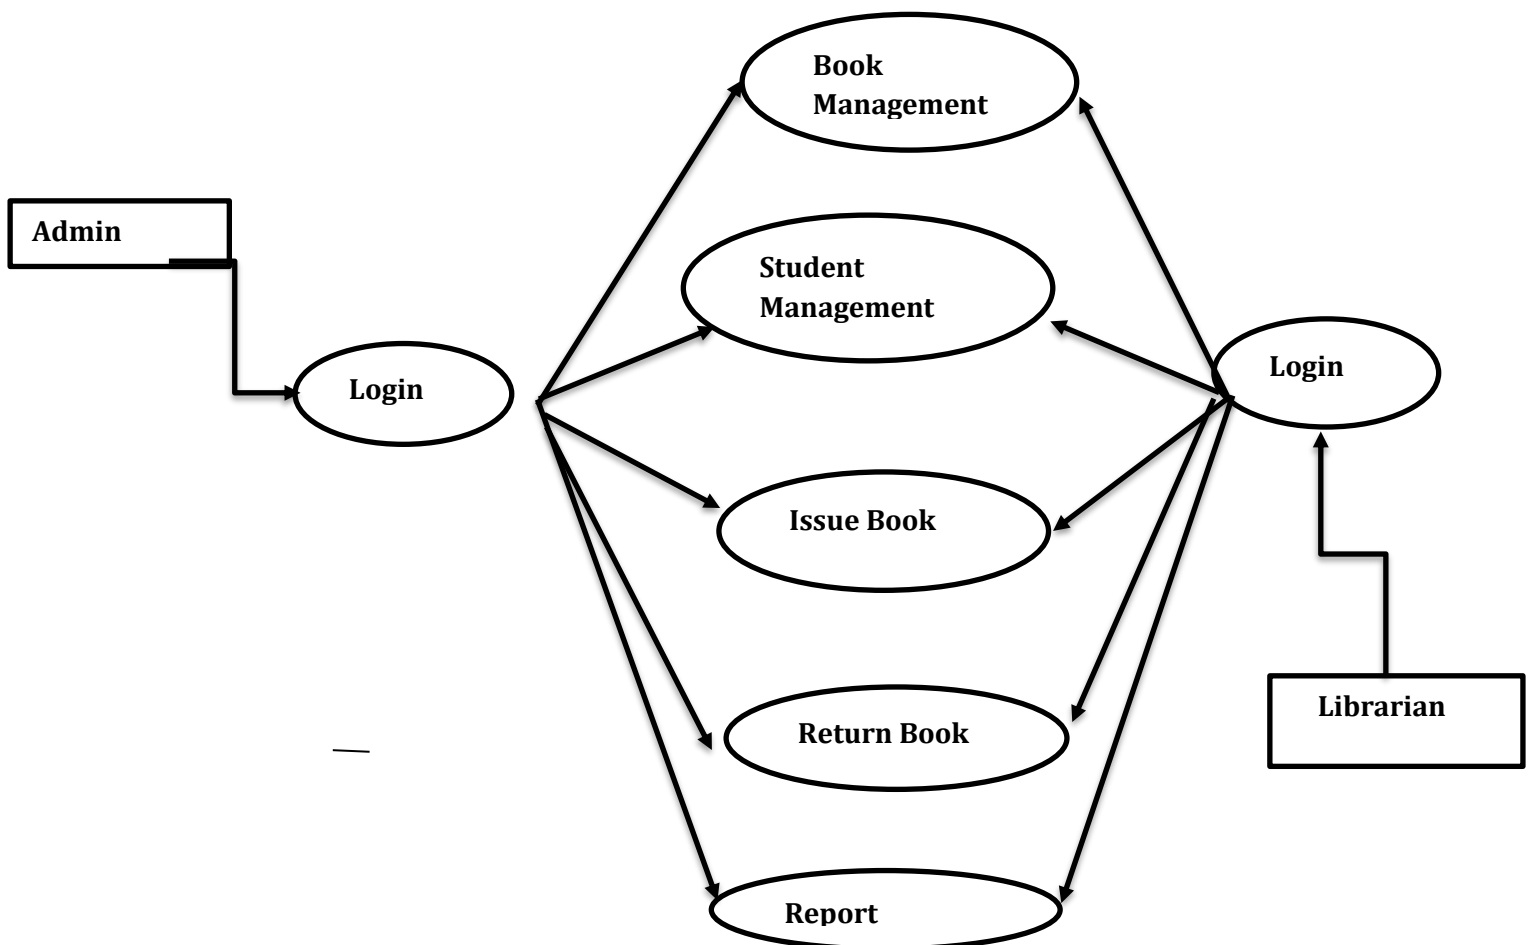 Book
Management
Admin
Student
Management
Login
Login
Issue Book
Return Book
Librarian
Report